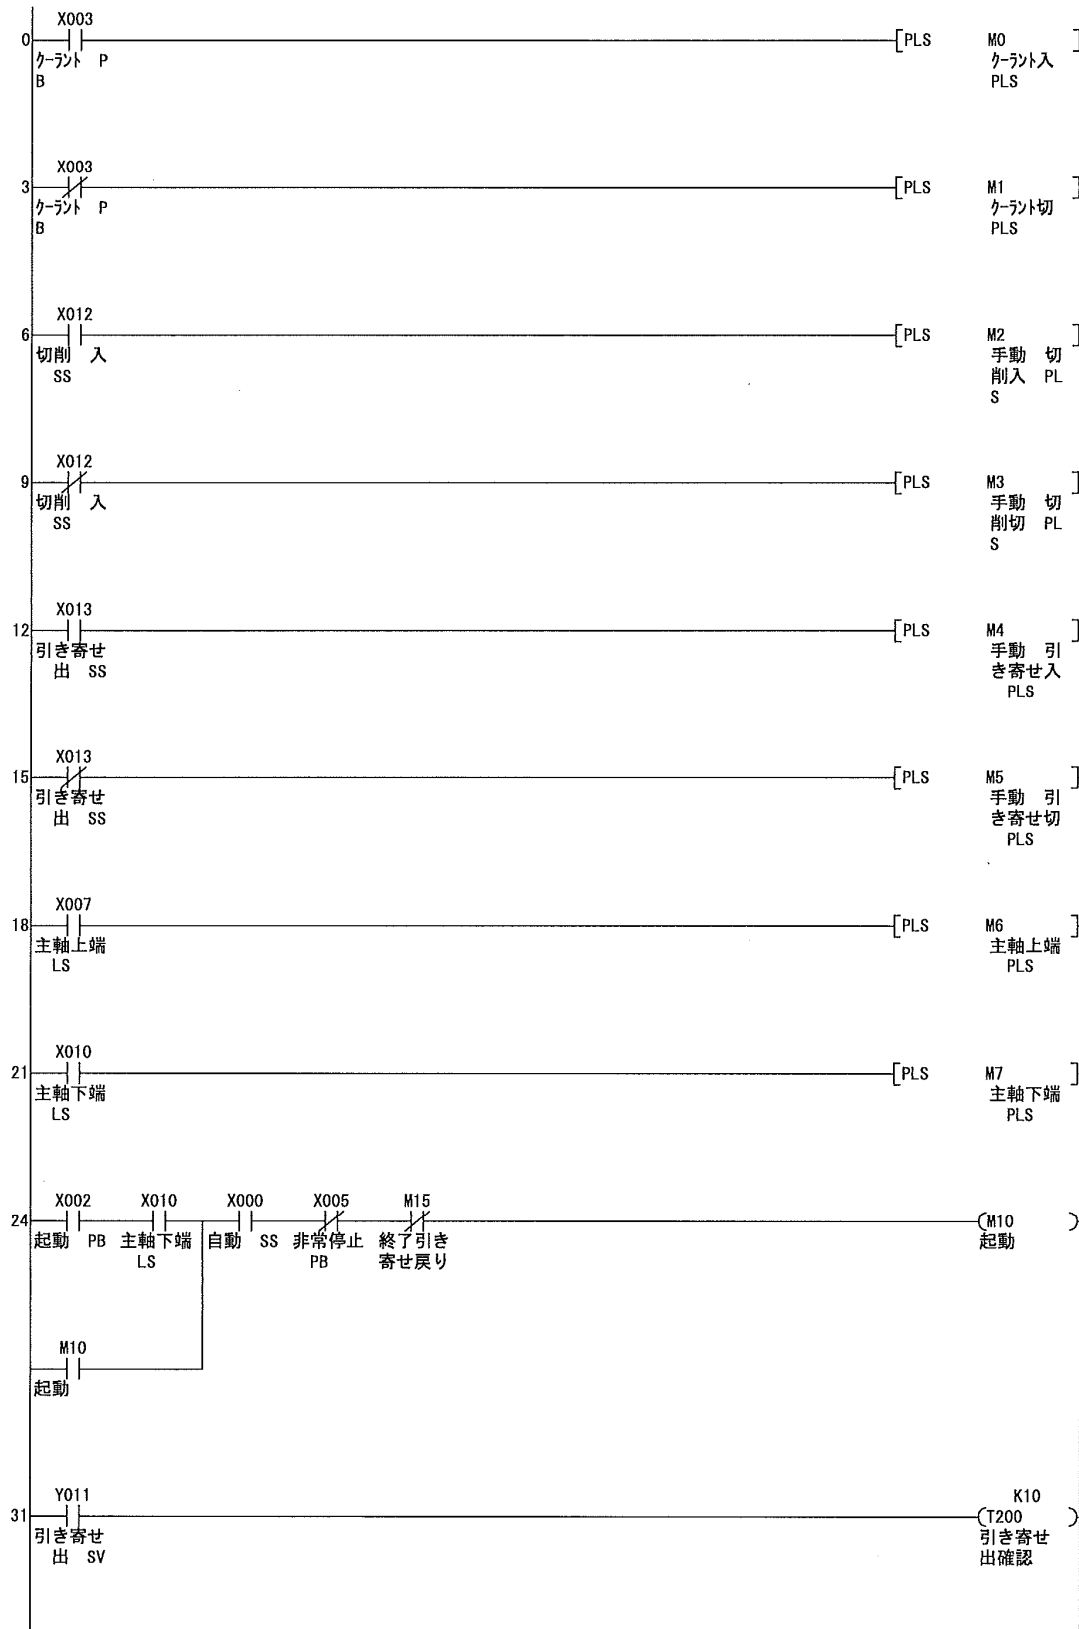 X003
0 [PLS M0 ]
ｸｰﾗﾝﾄ P ｸｰﾗﾝﾄ入
B PLS
X003
3 [PLS M1 ]
ｸｰﾗﾝﾄ P ｸｰﾗﾝﾄ切
B PLS
X012
6 [PLS M2 ]
切削 入 手動 切
SS 削入 PL
S
X012
9 [PLS M3 ]
切削 入 手動 切
SS 削切 PL
S
X013
12 [PLS M4 ]
引き寄せ 手動 引
出 SS き寄せ入
PLS
X013
15 [PLS M5 ]
引き寄せ 手動 引
出 SS き寄せ切
PLS
X007
18 [PLS M6 ]
主軸上端 主軸上端
LS PLS
X010
21 [PLS M7 ]
主軸下端 主軸下端
LS PLS
X002 X010 X000 X005 M15
24 (M10 )
起動 PB 主軸下端 自動 SS 非常停止 終了引き 起動
LS PB 寄せ戻り
M10
起動
Y011 K10
31 (T200 )
引き寄せ 引き寄せ
出 SV 出確認